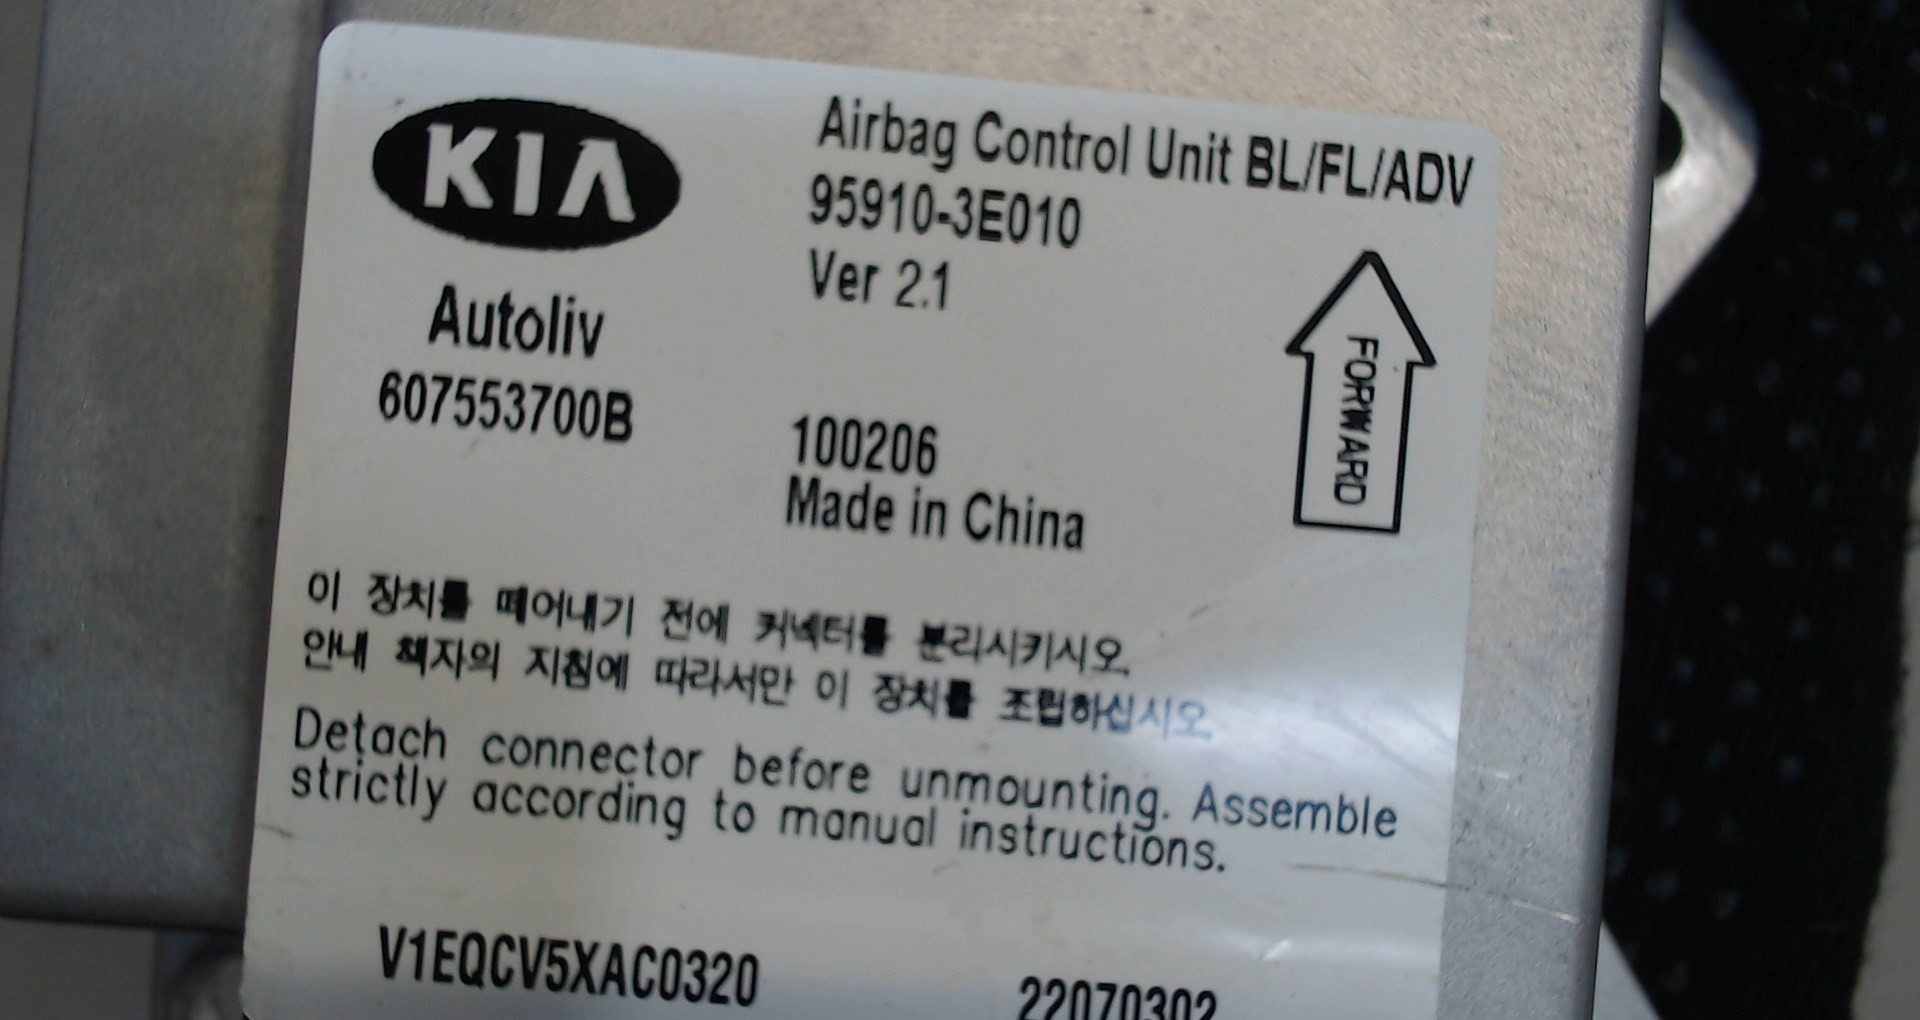 KIA
Airbag Control Unit BL/FL/ADV
95910-3E010
Ver 2.1
Autoliv
607553700B
FORWARD
100206
Made in China
이 장치를 떼어내기 전에 커넥터를 분리시키시오.
안내 책자의 지침에 따라서만 이 장치를 조립하십시오.
Detach connector before unmounting. Assemble
strictly according to manual instructions.
V1EQCV5XAC0320
22070302